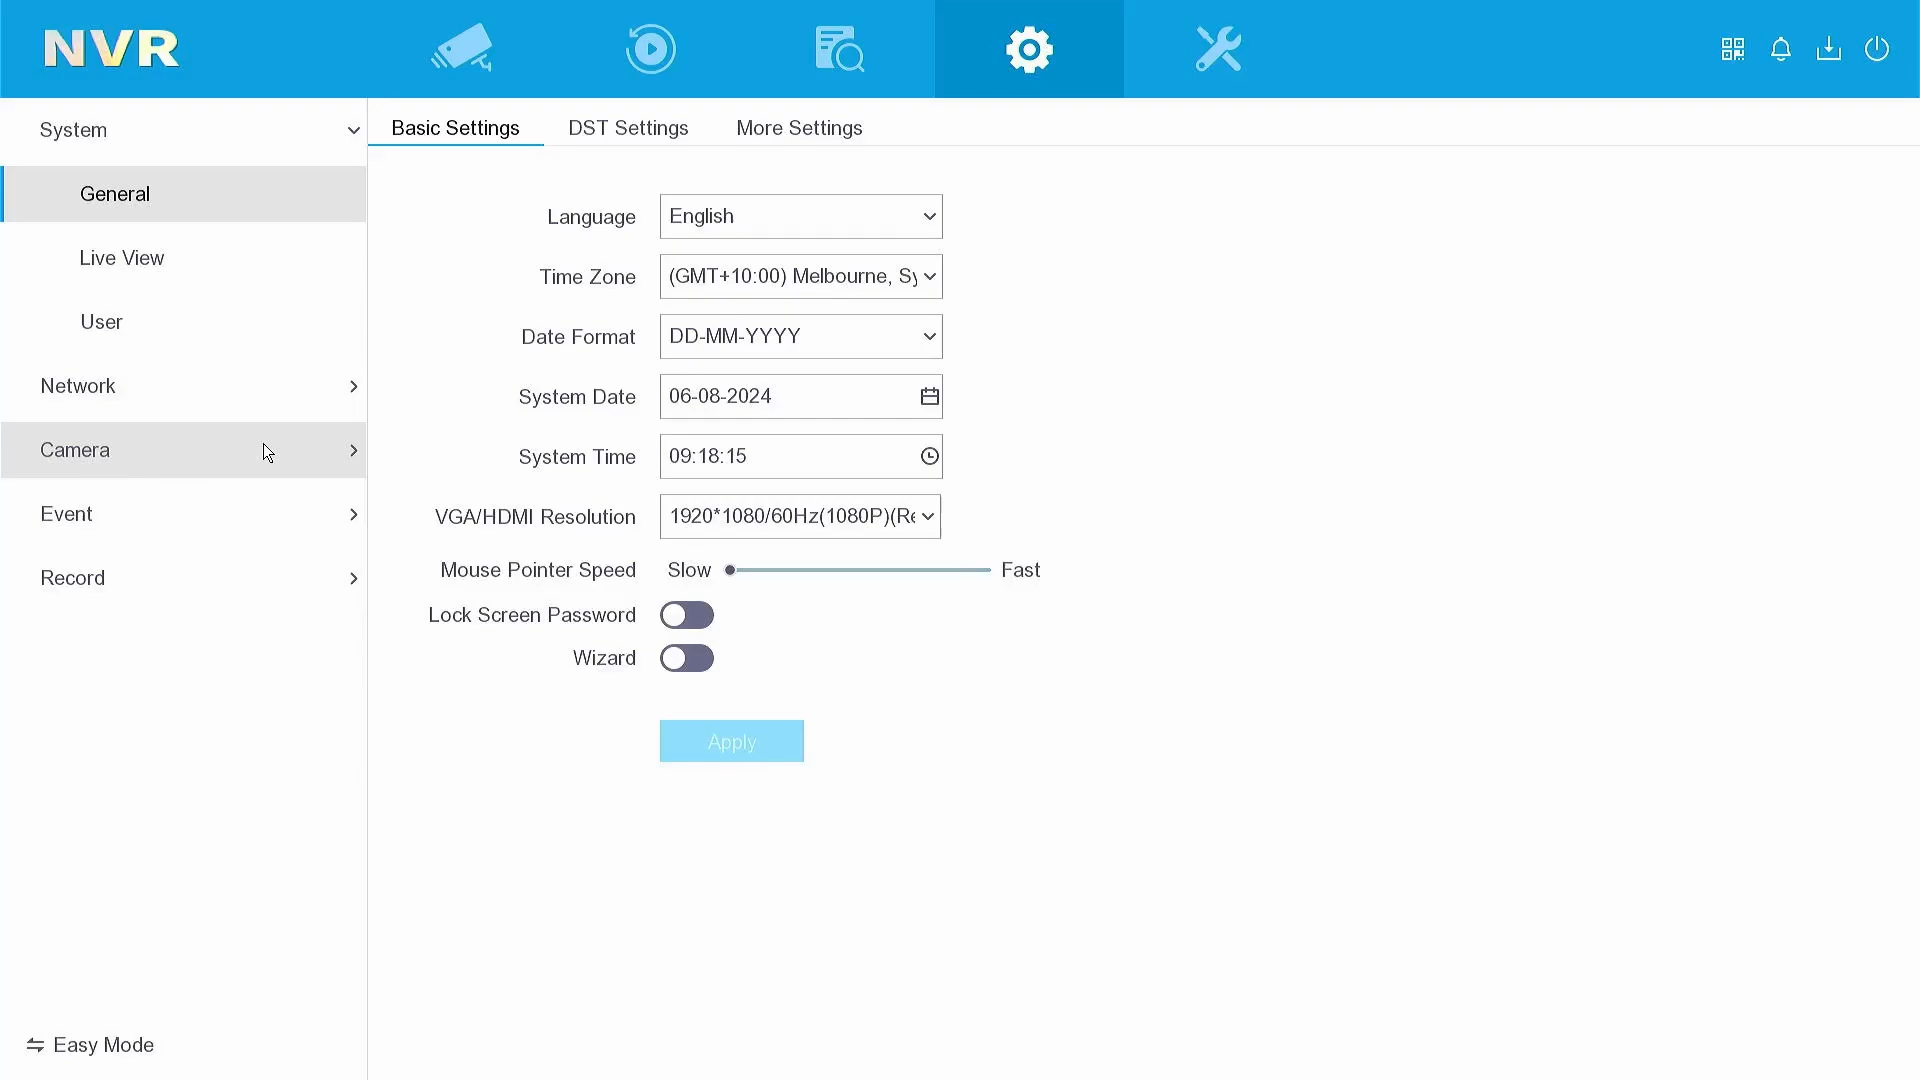 NVR
System
General
Live View
User
Network
Camera
Event
Record
Easy Mode
Basic Settings
DST Settings
More Settings
Language English
Time Zone (GMT+10:00) Melbourne, Sy
Date Format DD-MM-YYYY
System Date 06-08-2024
System Time 09:18:15
VGA/HDMI Resolution 1920*1080/60Hz(1080P)(Re
Mouse Pointer Speed Slow Fast
Lock Screen Password
Wizard
Apply